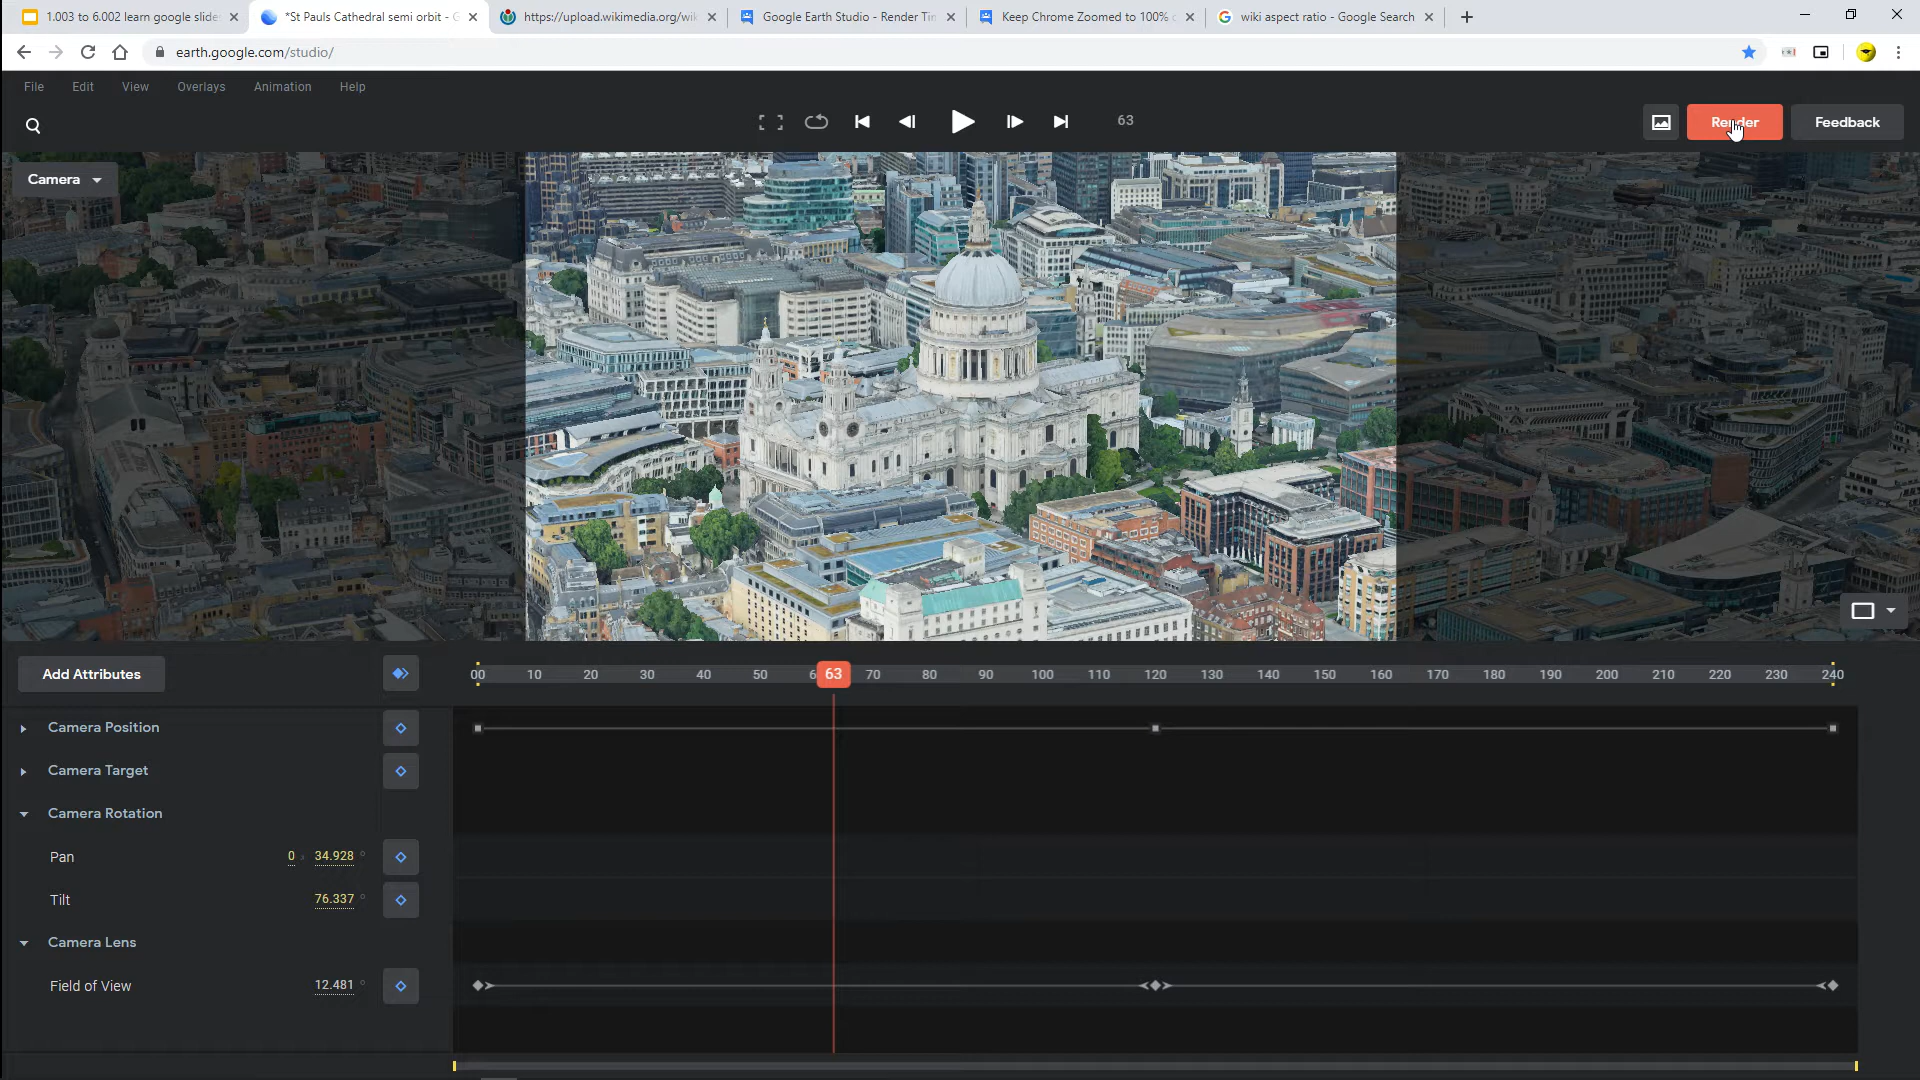 1.003 to 6.002 learn google slide
*St Pauls Cathedral semi orbit - G
https://upload.wikimedia.org/wik
Google Earth Studio - Render Tim
Keep Chrome Zoomed to 100% o
wiki aspect ratio - Google Search
earth.google.com/studio/
File Edit View Overlays Animation Help
63
Render
Feedback
Camera
Add Attributes
00 10 20 30 40 50 6 63 70 80 90 100 110 120 130 140 150 160 170 180 190 200 210 220 230 240
Camera Position
Camera Target
Camera Rotation
Pan 0 x 34.928 °
Tilt 76.337 °
Camera Lens
Field of View 12.481 °